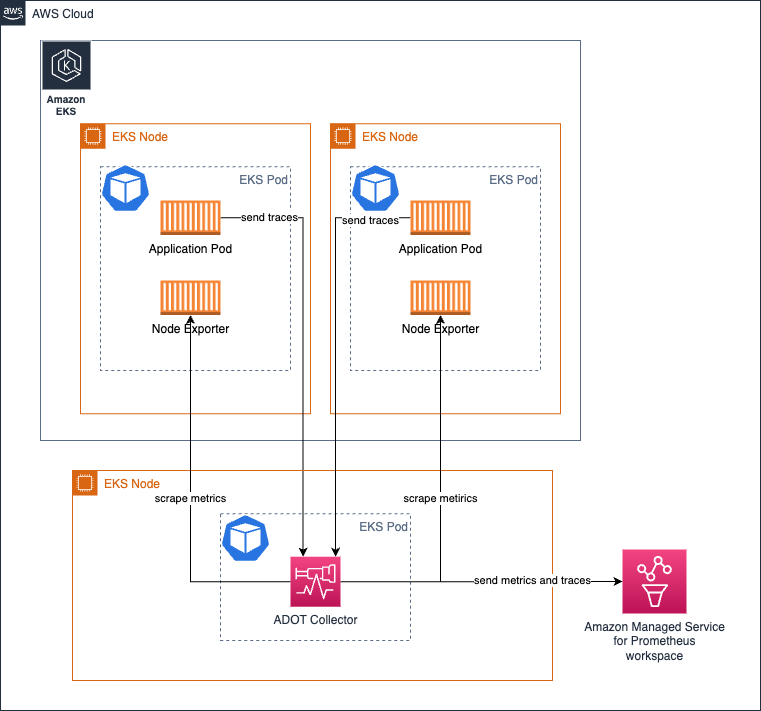 aws
AWS Cloud
Amazon
EKS
EKS Node
EKS Node
EKS Pod
EKS Pod
send traces
send traces
Application Pod
Application Pod
Node Exporter
Node Exporter
EKS Node
scrape metrics
scrape metirics
EKS Pod
send metrics and traces
ADOT Collector
Amazon Managed Service
for Prometheus
workspace